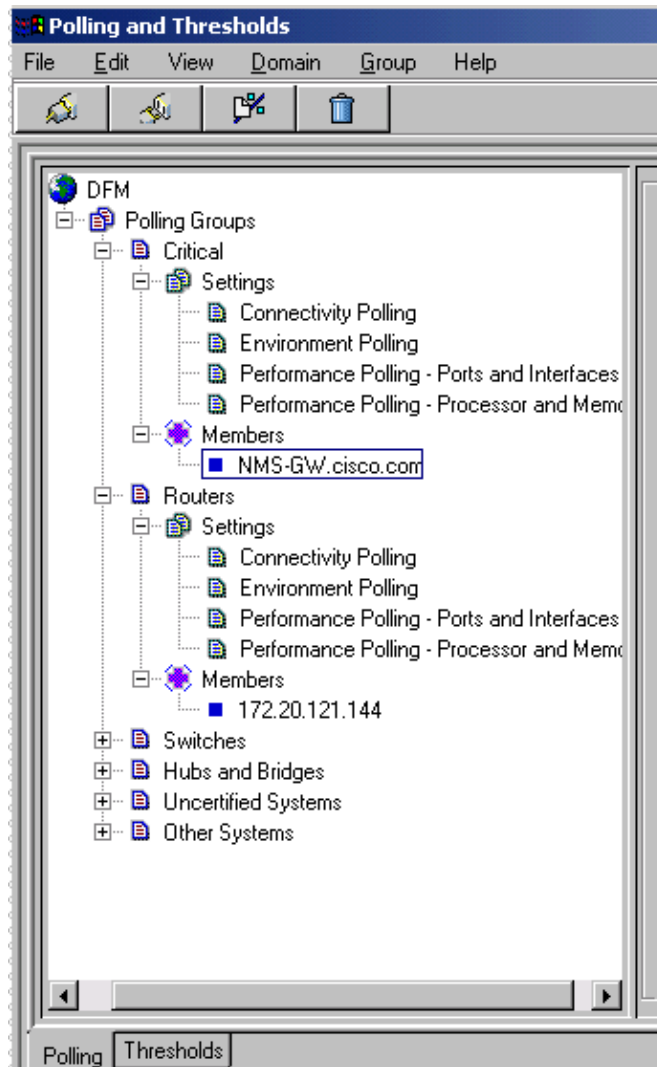 Polling and Thresholds
File Edit View Domain Group Help
DFM
Polling Groups
Critical
Settings
Connectivity Polling
Environment Polling
Performance Polling - Ports and Interfaces
Performance Polling - Processor and Memo
Members
NMS-GW.cisco.com
Routers
Settings
Connectivity Polling
Environment Polling
Performance Polling - Ports and Interfaces
Performance Polling - Processor and Memo
Members
172.20.121.144
Switches
Hubs and Bridges
Uncertified Systems
Other Systems
Polling Thresholds